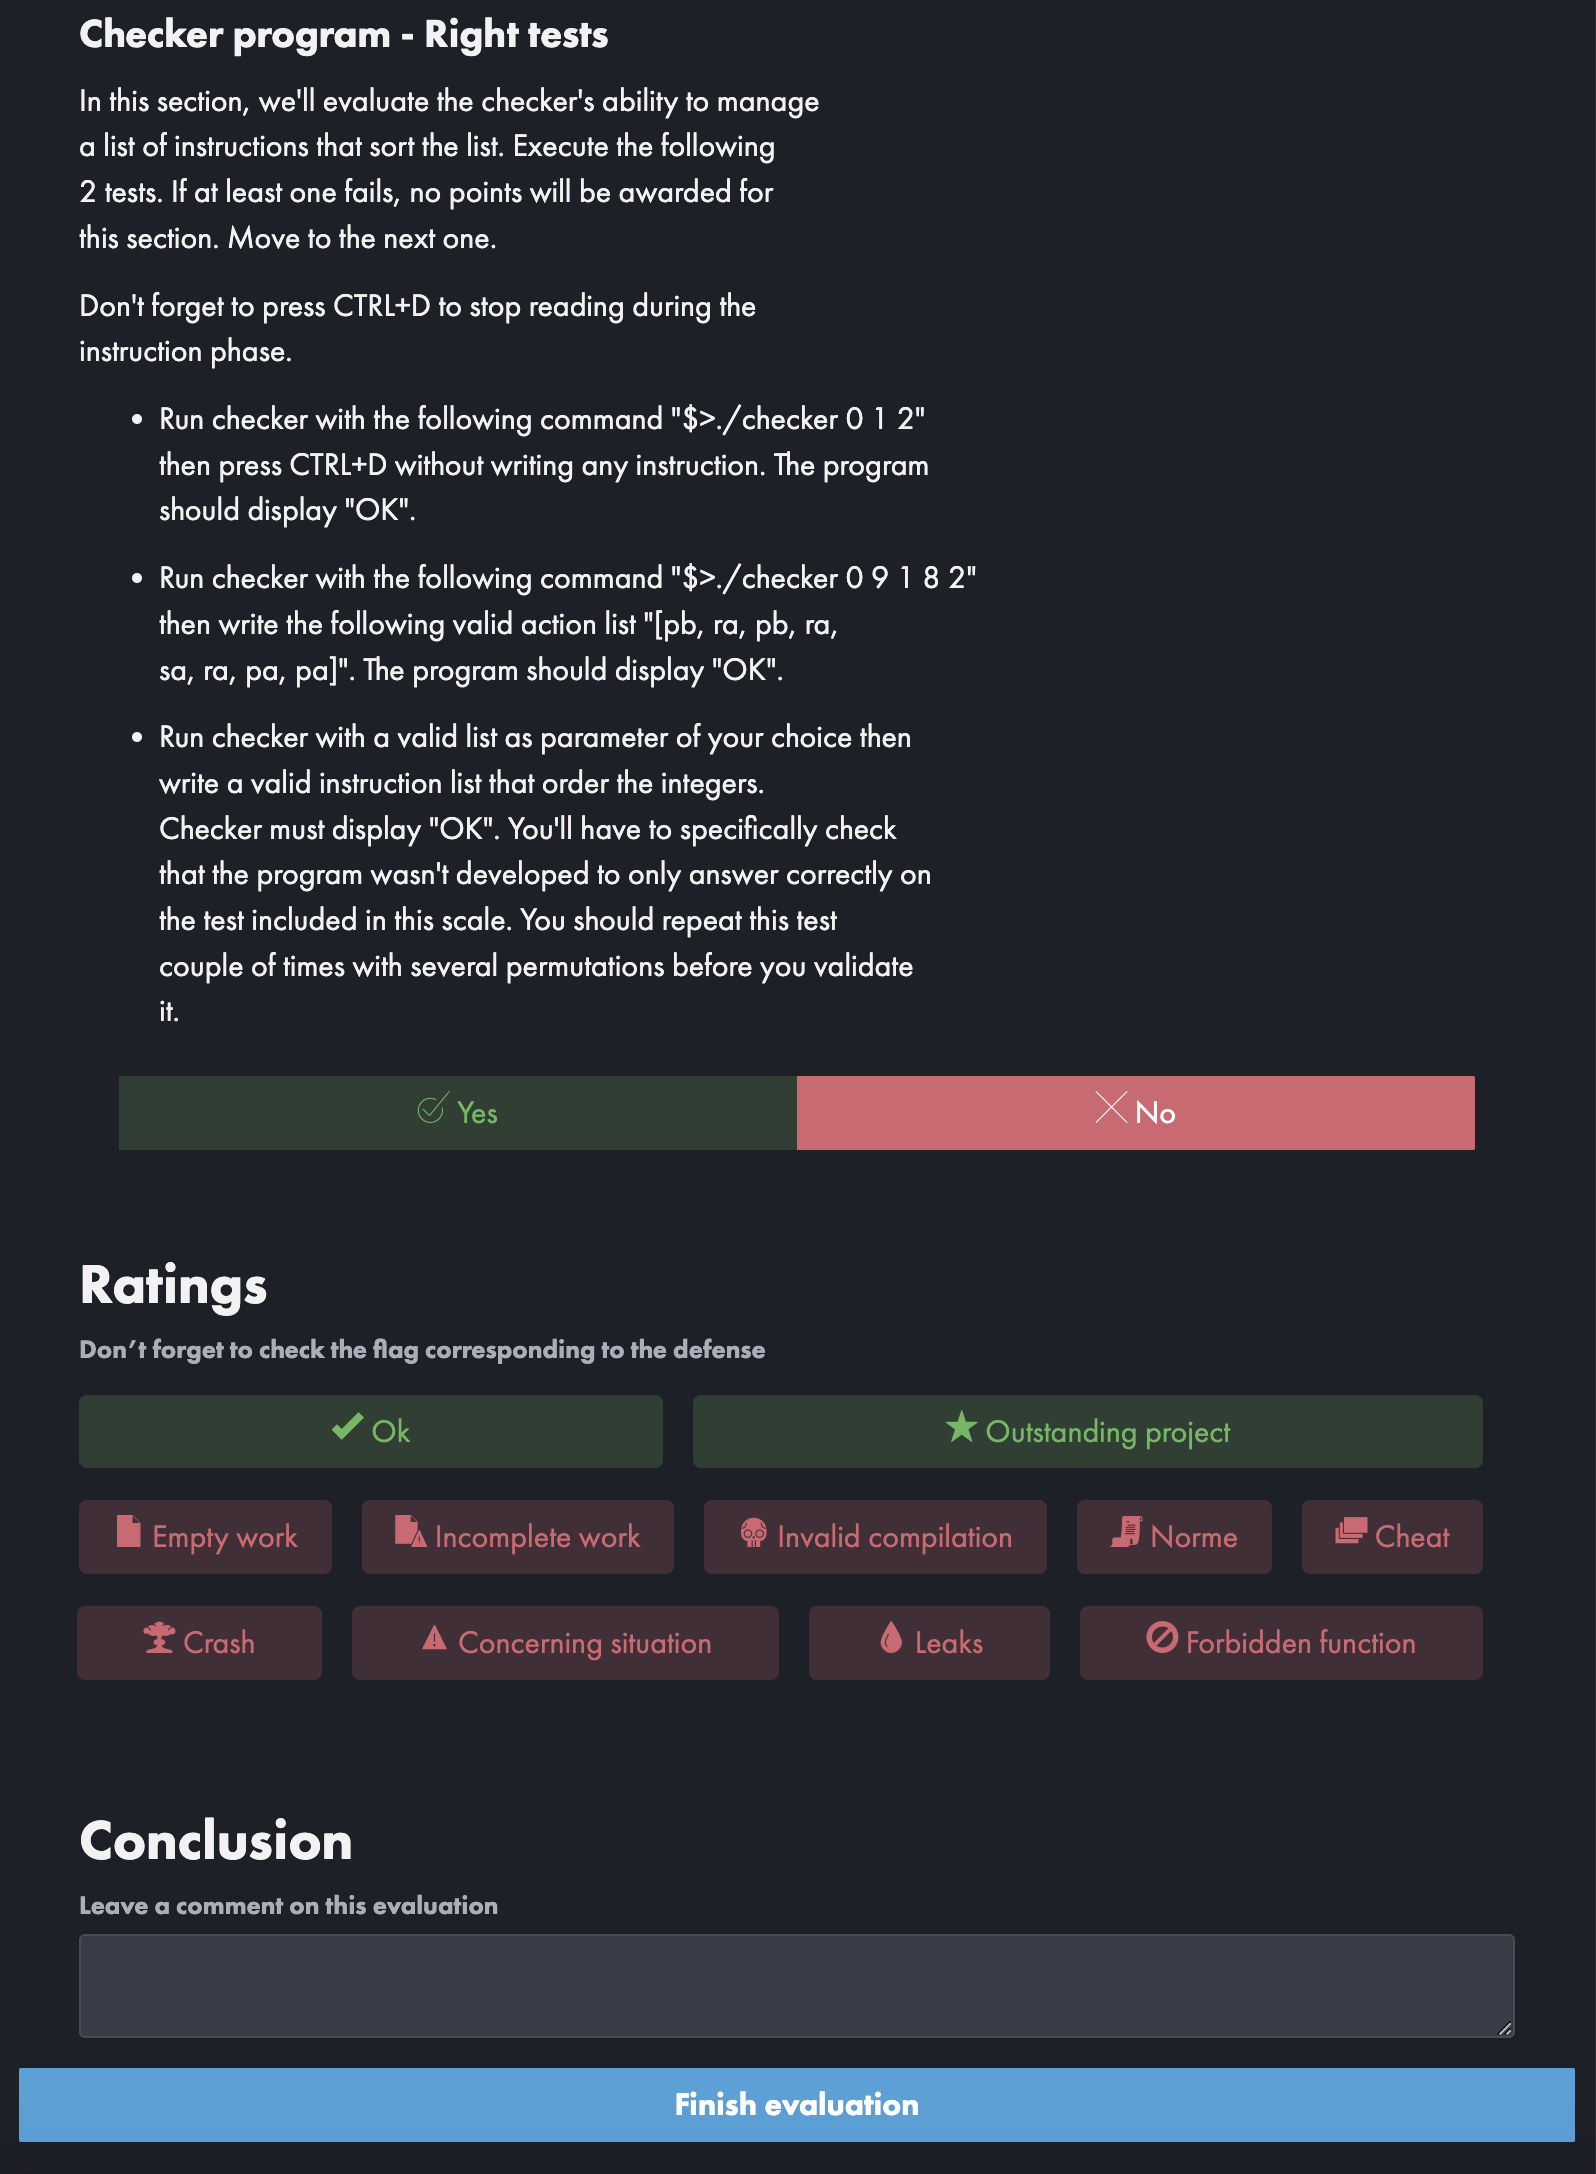 Checker program - Right tests
In this section, we'll evaluate the checker's ability to manage
a list of instructions that sort the list. Execute the following
2 tests. If at least one fails, no points will be awarded for
this section. Move to the next one.
Don't forget to press CTRL+D to stop reading during the
instruction phase.
• Run checker with the following command "$>./checker 0 1 2"
then press CTRL+D without writing any instruction. The program
should display "OK".
• Run checker with the following command "$>./checker 0 9 1 8 2"
then write the following valid action list "[pb, ra, pb, ra,
sa, ra, pa, pa]". The program should display "OK".
• Run checker with a valid list as parameter of your choice then
write a valid instruction list that order the integers.
Checker must display "OK". You'll have to specifically check
that the program wasn't developed to only answer correctly on
the test included in this scale. You should repeat this test
couple of times with several permutations before you validate
it.
Yes
No
Ratings
Don’t forget to check the flag corresponding to the defense
Ok
Outstanding project
Empty work
Incomplete work
Invalid compilation
Norme
Cheat
Crash
Concerning situation
Leaks
Forbidden function
Conclusion
Leave a comment on this evaluation
Finish evaluation